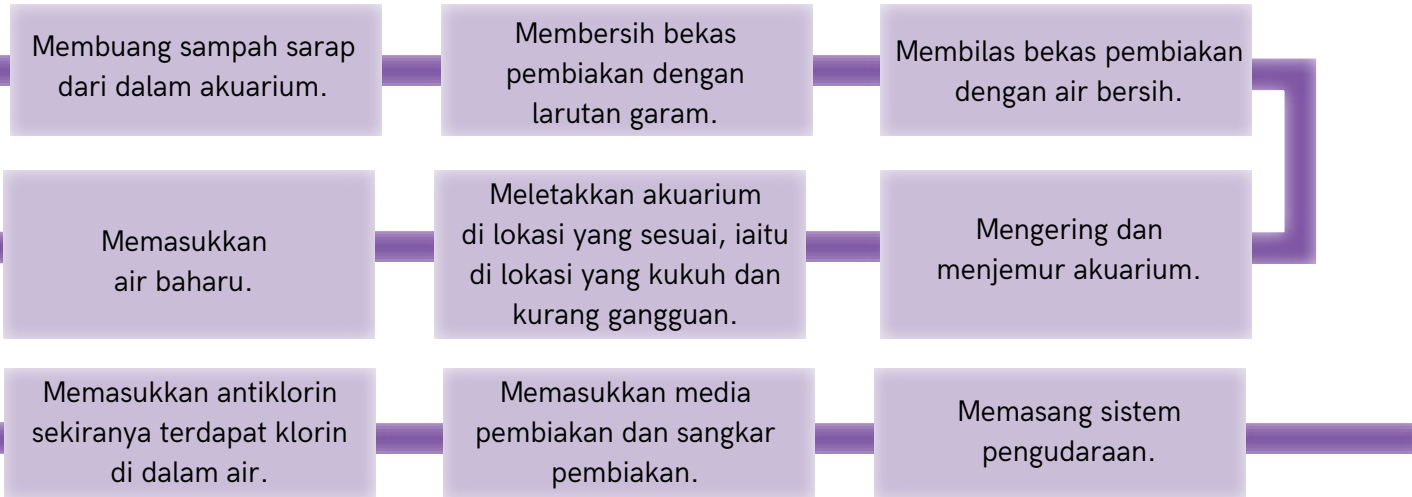 Membuang sampah sarap
dari dalam akuarium.
Membersih bekas
pembiakan dengan
larutan garam.
Membilas bekas pembiakan
dengan air bersih.
Mengering dan
menjemur akuarium.
Meletakkan akuarium
di lokasi yang sesuai, iaitu
di lokasi yang kukuh dan
kurang gangguan.
Memasukkan
air baharu.
Memasukkan antiklorin
sekiranya terdapat klorin
di dalam air.
Memasukkan media
pembiakan dan sangkar
pembiakan.
Memasang sistem
pengudaraan.